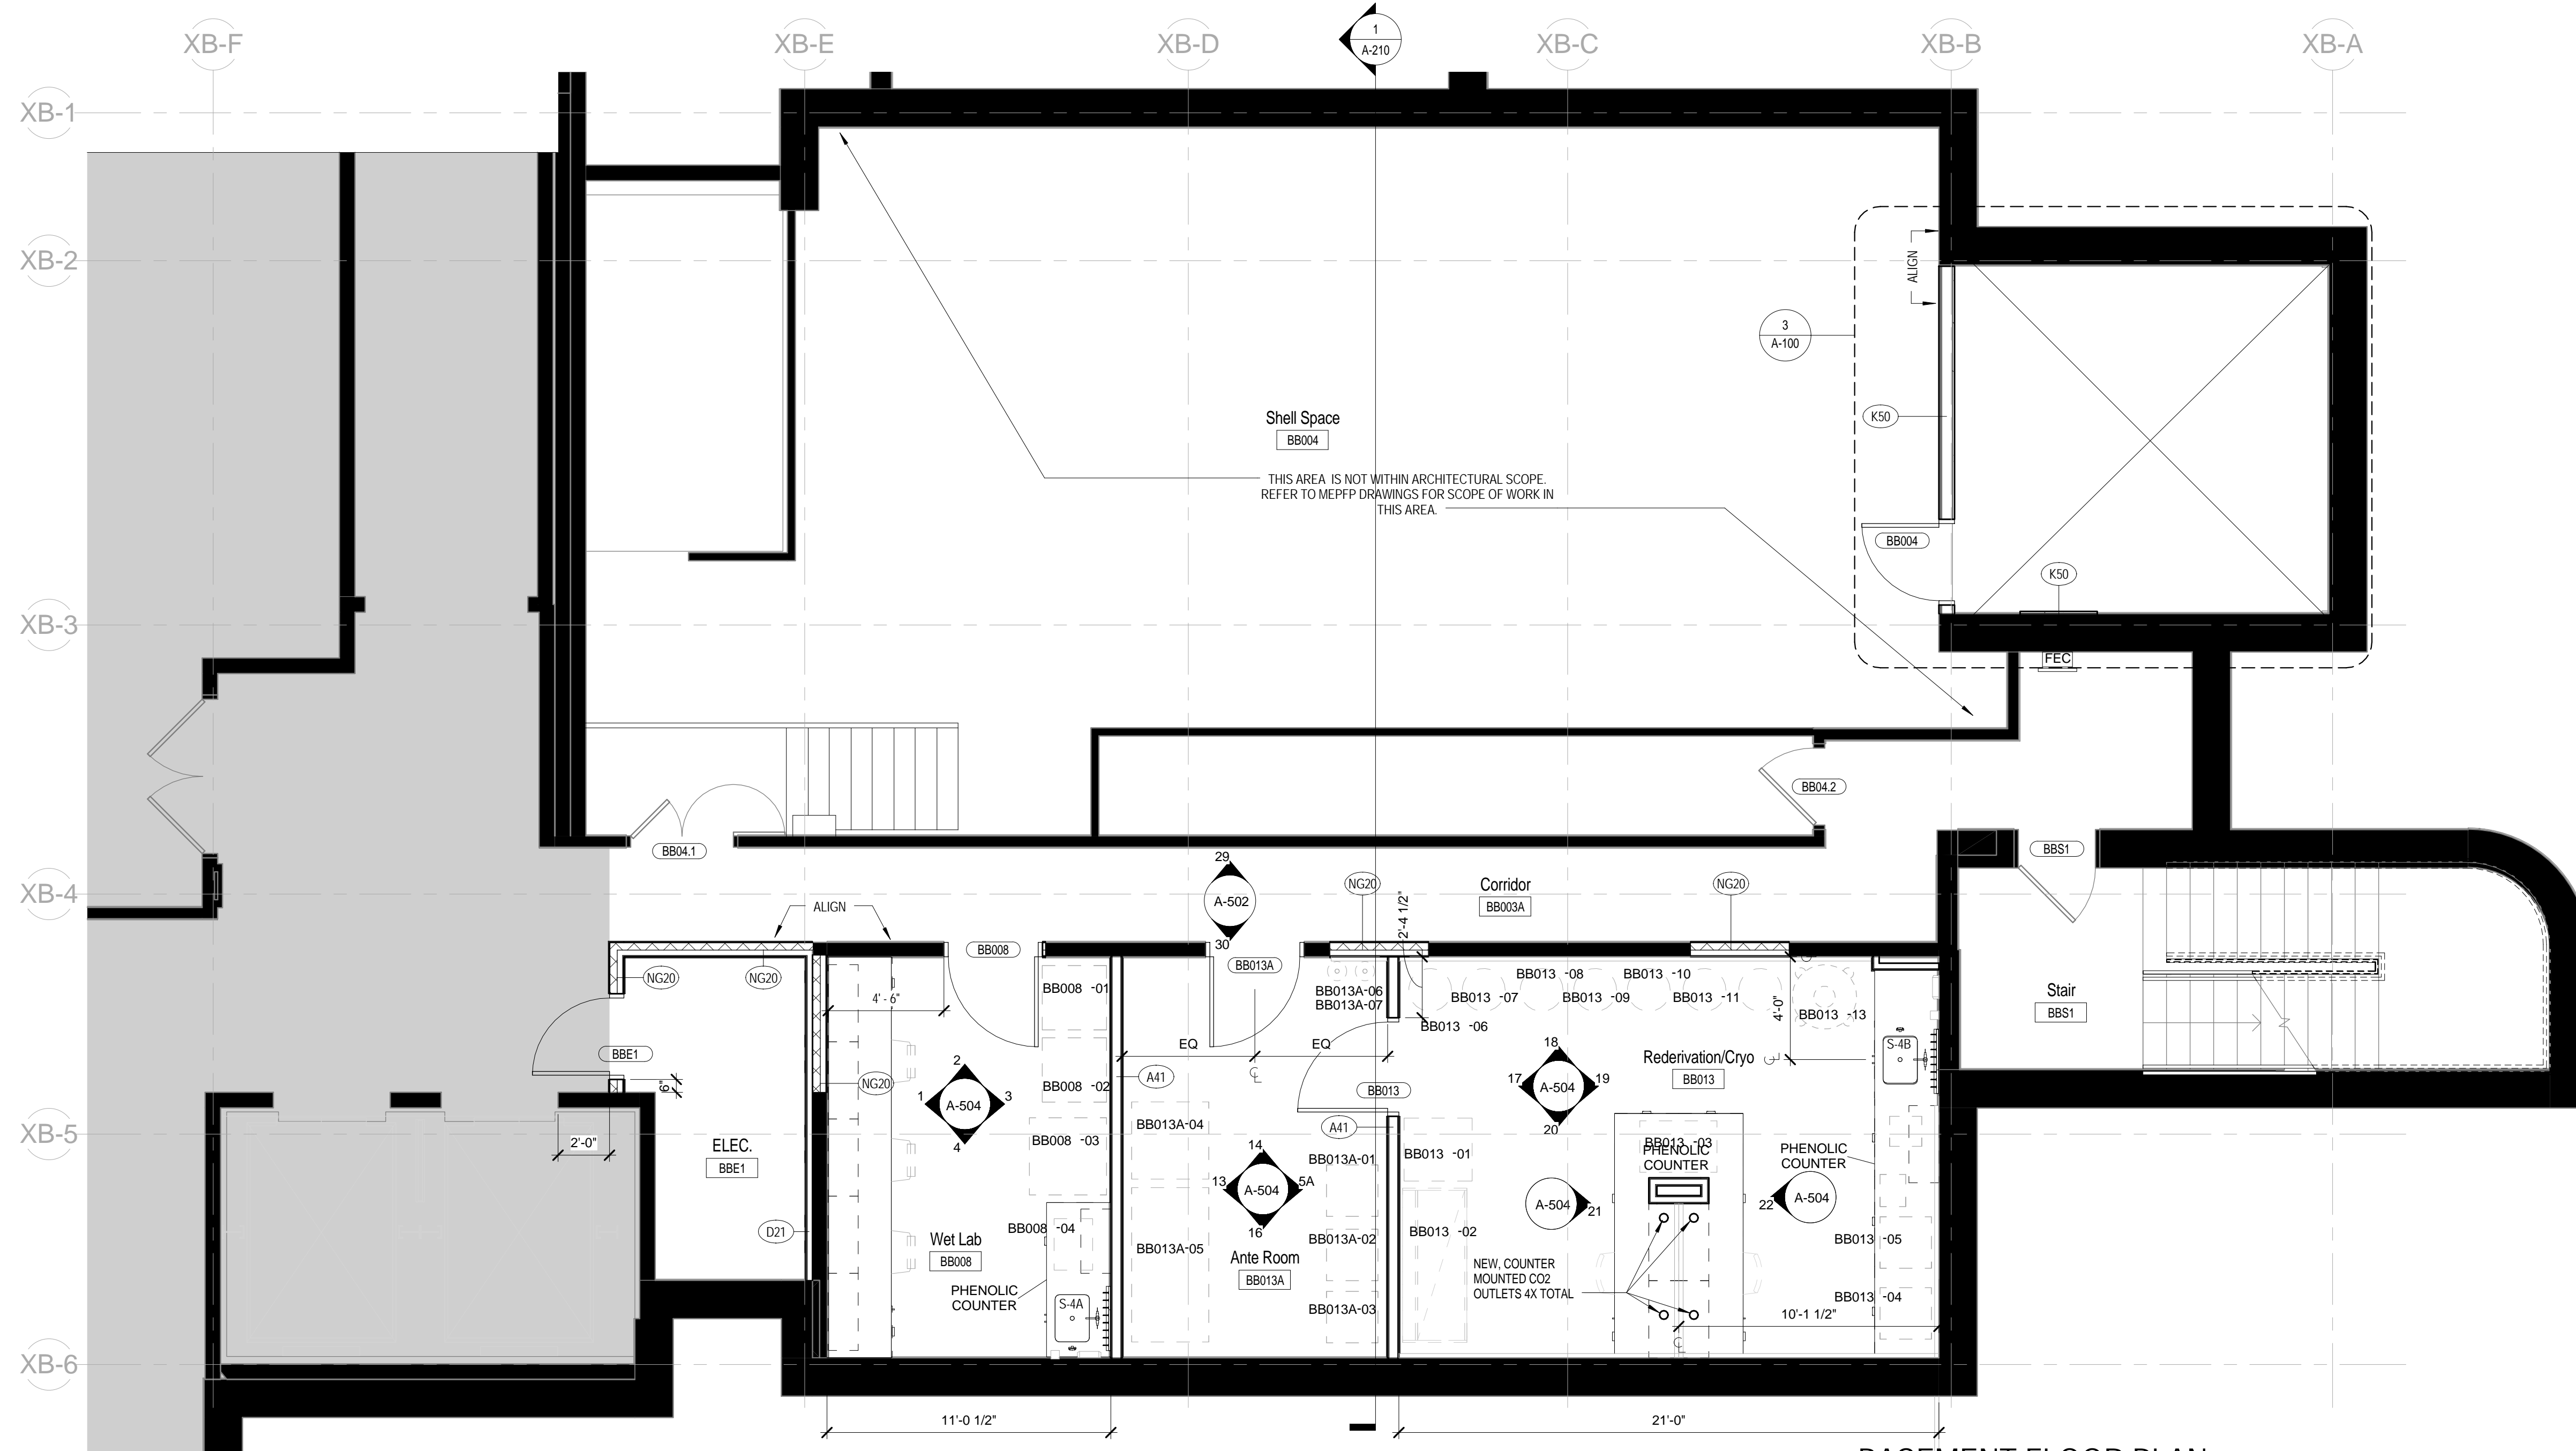 XB-F
XB-E
XB-D
1
A-210
XB-C
XB-B
XB-A
XB-1
XB-2
ALIGN
3
A-100
K50
Shell Space
BB004
THIS AREA IS NOT WITHIN ARCHITECTURAL SCOPE.
REFER TO MEPFP DRAWINGS FOR SCOPE OF WORK IN
THIS AREA.
BB004
K50
XB-3
FEC
BB04.2
BB04.1
BBS1
29
A-502
30
NG20
2'-4 1/2"
Corridor
BB003A
NG20
XB-4
ALIGN
BB008
BB013A
NG20
NG20
4' - 6"
BB008 -01
BB013A-06
BB013A-07
BB013 -08
BB013 -10
BB013 -07
BB013 -09
BB013 -11
BB013 -06
4'-0"
BB013 -13
Stair
BBS1
S-4B
EQ
EQ
BBE1
6"
NG20
2
1
A-504
3
4
BB008 -02
A41
BB013
18
17
A-504
19
20
Rederivation/Cryo
BB013
XB-5
2'-0"
ELEC.
BBE1
BB008 -03
BB013A-04
A41
14
13
A-504
5A
16
BB013A-01
BB013 -01
BB013 -03
PHENOLIC
COUNTER
PHENOLIC
COUNTER
A-504
21
22
A-504
D21
Wet Lab
BB008
BB008 -04
BB013A-05
Ante Room
BB013A
BB013A-02
BB013 -02
BB013 -05
NEW, COUNTER
MOUNTED CO2
OUTLETS 4X TOTAL
PHENOLIC
COUNTER
S-4A
BB013A-03
BB013 -04
10'-1 1/2"
XB-6
11'-0 1/2"
21'-0"
BASEMENT FLOOR PLAN